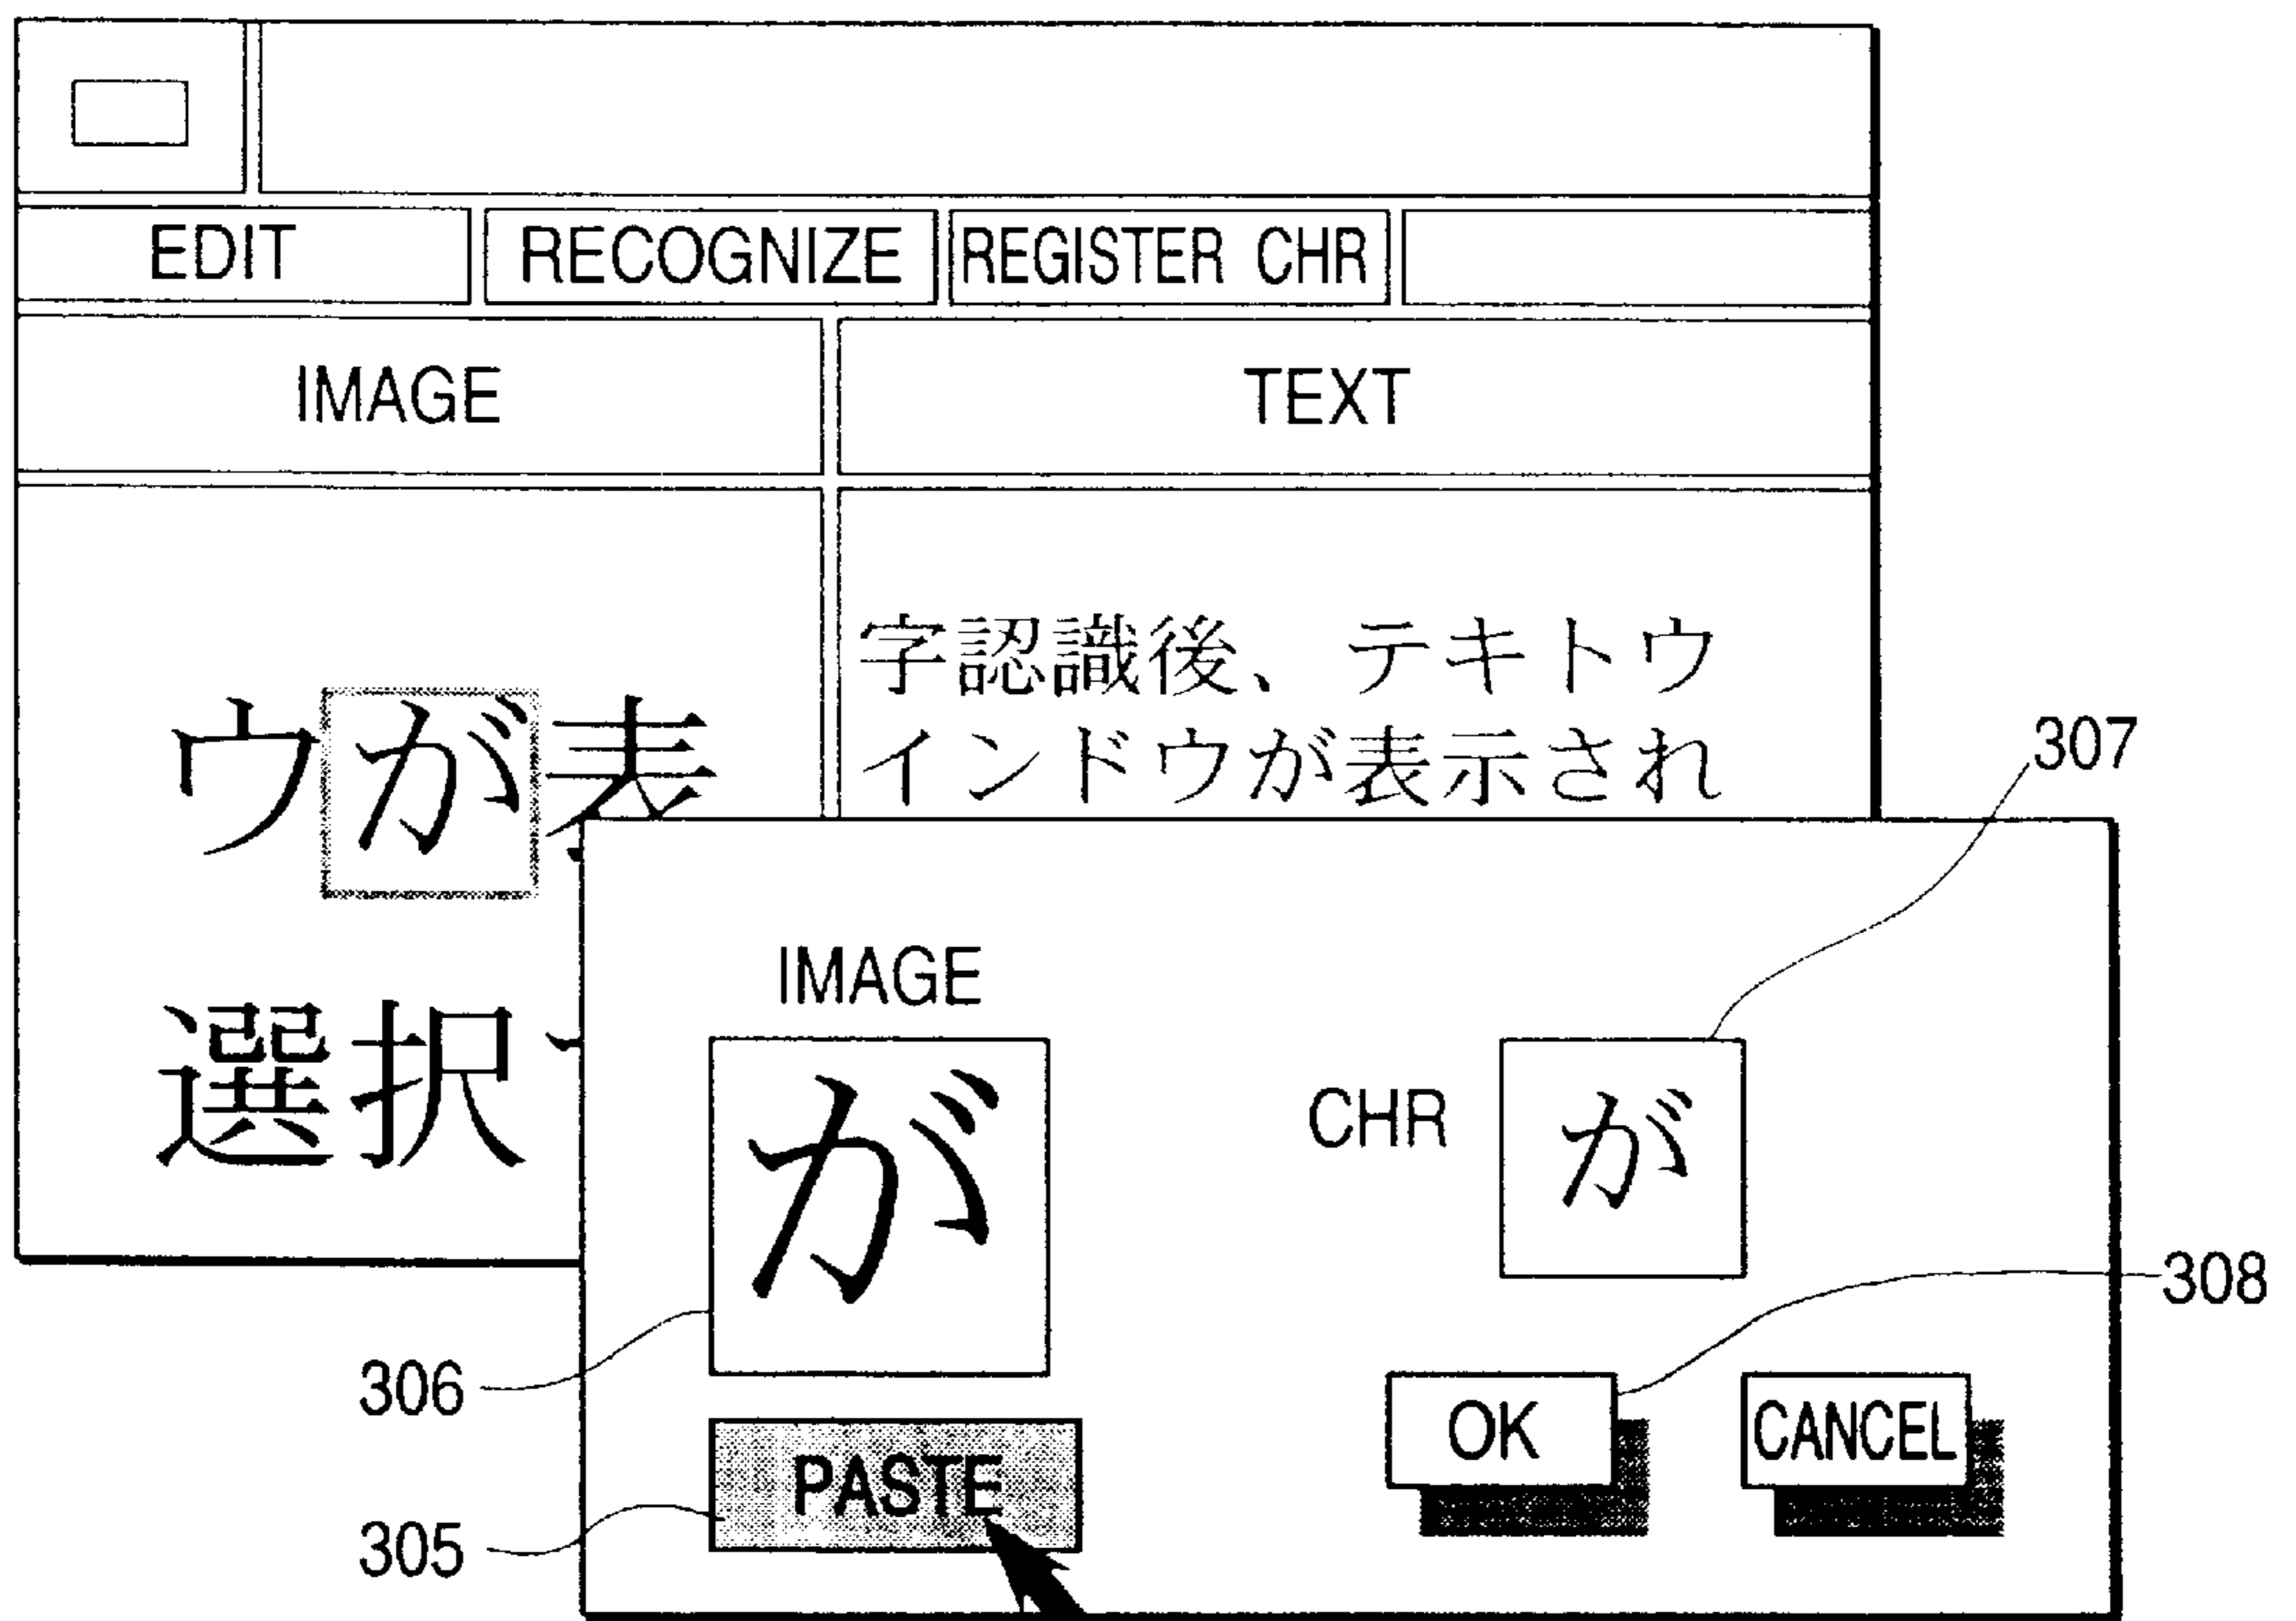 EDIT RECOGNIZE REGISTER CHR
IMAGE TEXT
ウが表
選択
字認識後、テキトウ
インドウが表示され
307
IMAGE
が
CHR
が
308
306
PASTE
OK
CANCEL
305